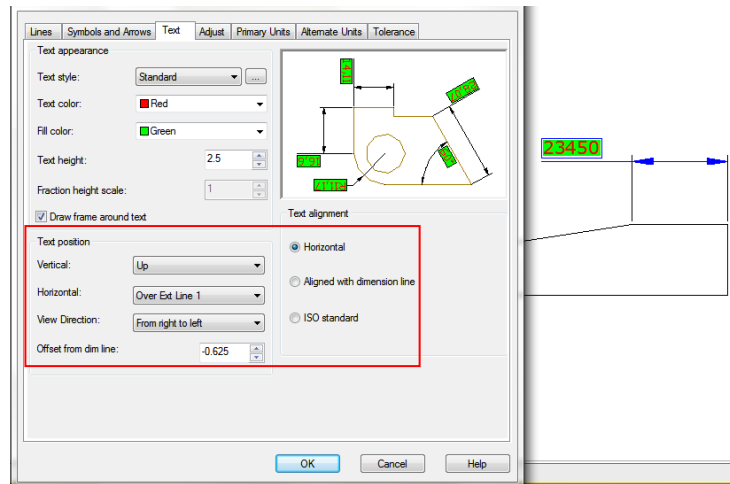 Lines Symbols and Arrows Text Adjust Primary Units Alternate Units Tolerance
Text appearance
Text style: Standard ...
Text color: Red
Fill color: Green
Text height: 2.5
Fraction height scale: 1
Draw frame around text
Text position
Vertical: Up
Horizontal: Over Ext Line 1
View Direction: From right to left
Offset from dim line: -0.625
R11,17
Text alignment
Horizontal
Aligned with dimension line
ISO standard
OK Cancel Help
23450